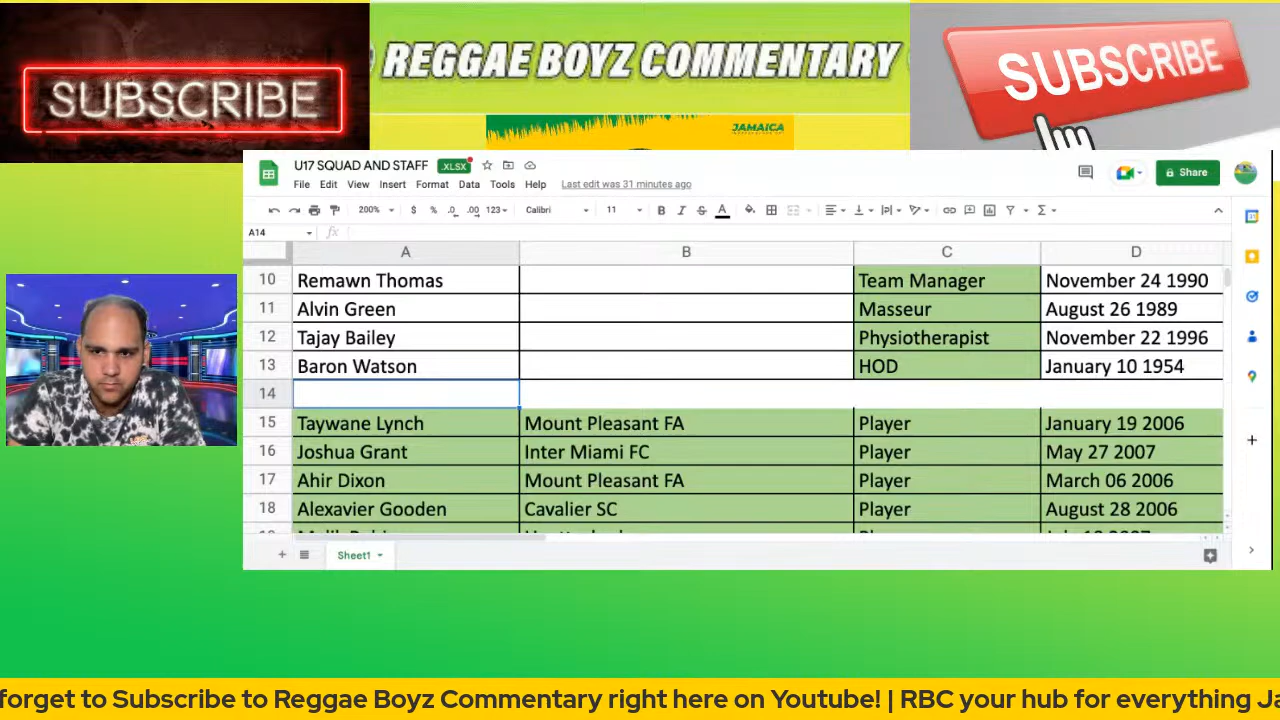 SUBSCRIBE
REGGAE BOYZ COMMENTARY
SUBSCRIBE
JAMAICA
U17 SQUAD AND STAFF .XLSX
File Edit View Insert Format Data Tools Help Last edit was 31 minutes ago
Share
200% $ % .0 .00 123 Calibri 11 B I S A
A14 fx
A B C D
10 Remawn Thomas Team Manager November 24 1990
11 Alvin Green Masseur August 26 1989
12 Tajay Bailey Physiotherapist November 22 1996
13 Baron Watson HOD January 10 1954
14
15 Taywane Lynch Mount Pleasant FA Player January 19 2006
16 Joshua Grant Inter Miami FC Player May 27 2007
17 Ahir Dixon Mount Pleasant FA Player March 06 2006
18 Alexavier Gooden Cavalier SC Player August 28 2006
Sheet1
forget to Subscribe to Reggae Boyz Commentary right here on Youtube! | RBC your hub for everything Ja